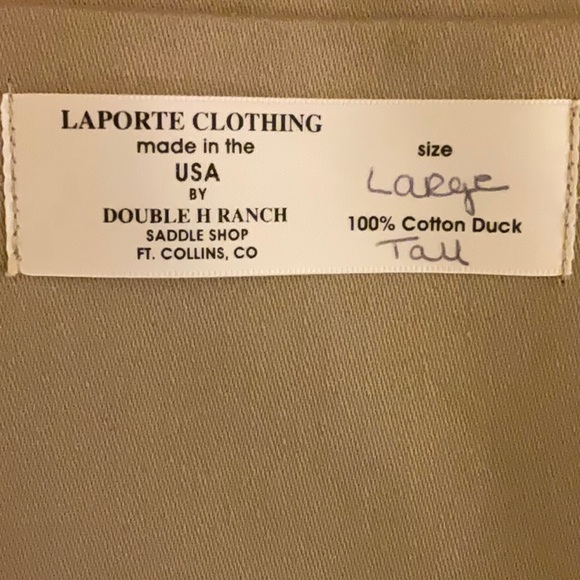 LAPORTE CLOTHING
made in the
USA
BY
DOUBLE H RANCH
SADDLE SHOP
FT. COLLINS, CO
size
Large
100% Cotton Duck
Tall